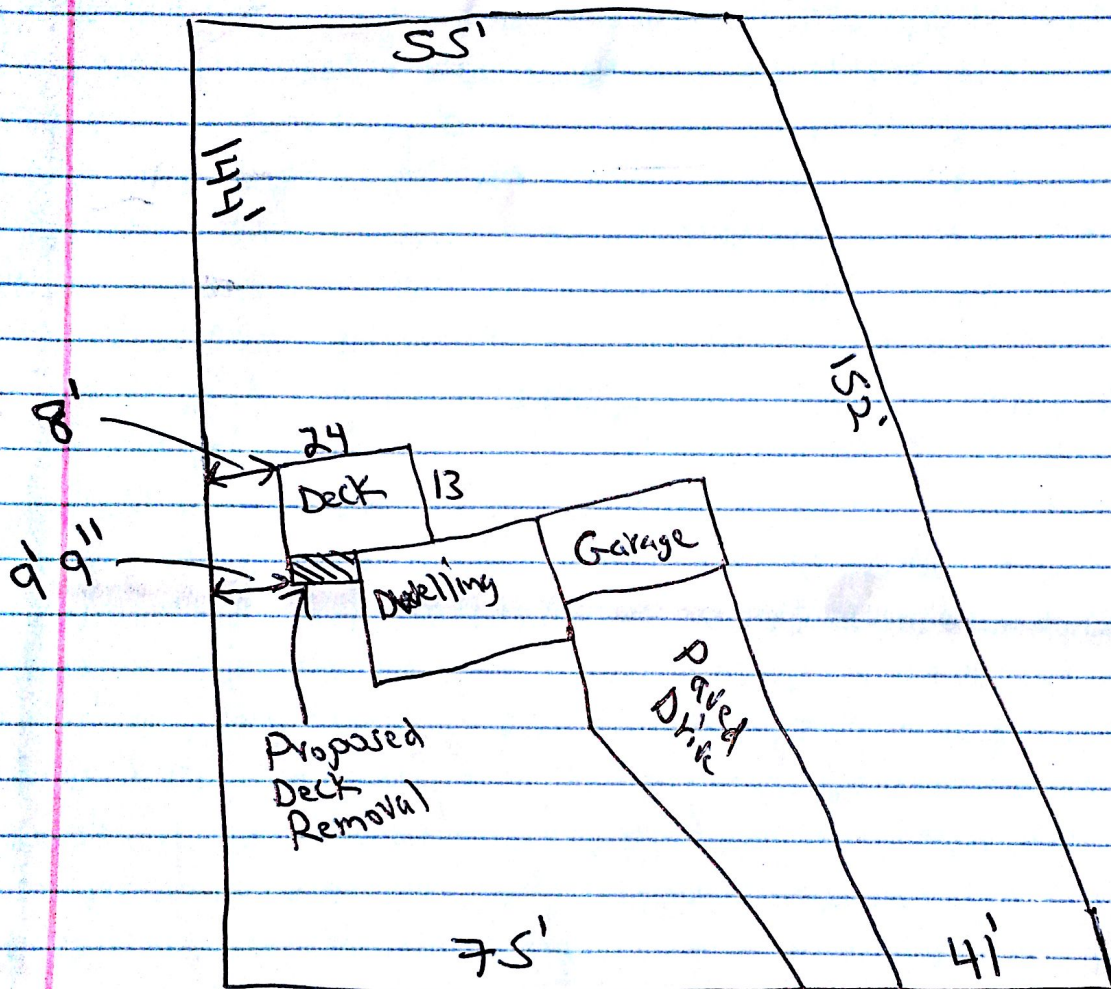 55'
144'
152'
8'
24
Deck
13
9' 9"
Garage
Dwelling
Paved
Drive
Proposed
Deck
Removal
75'
41'